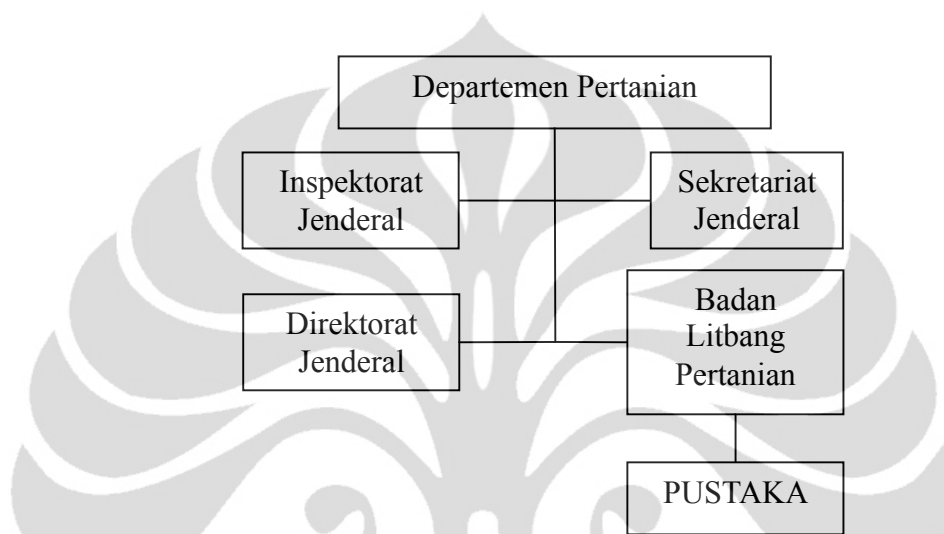 Departemen Pertanian
Inspektorat
Jenderal
Sekretariat
Jenderal
Direktorat
Jenderal
Badan
Litbang
Pertanian
PUSTAKA